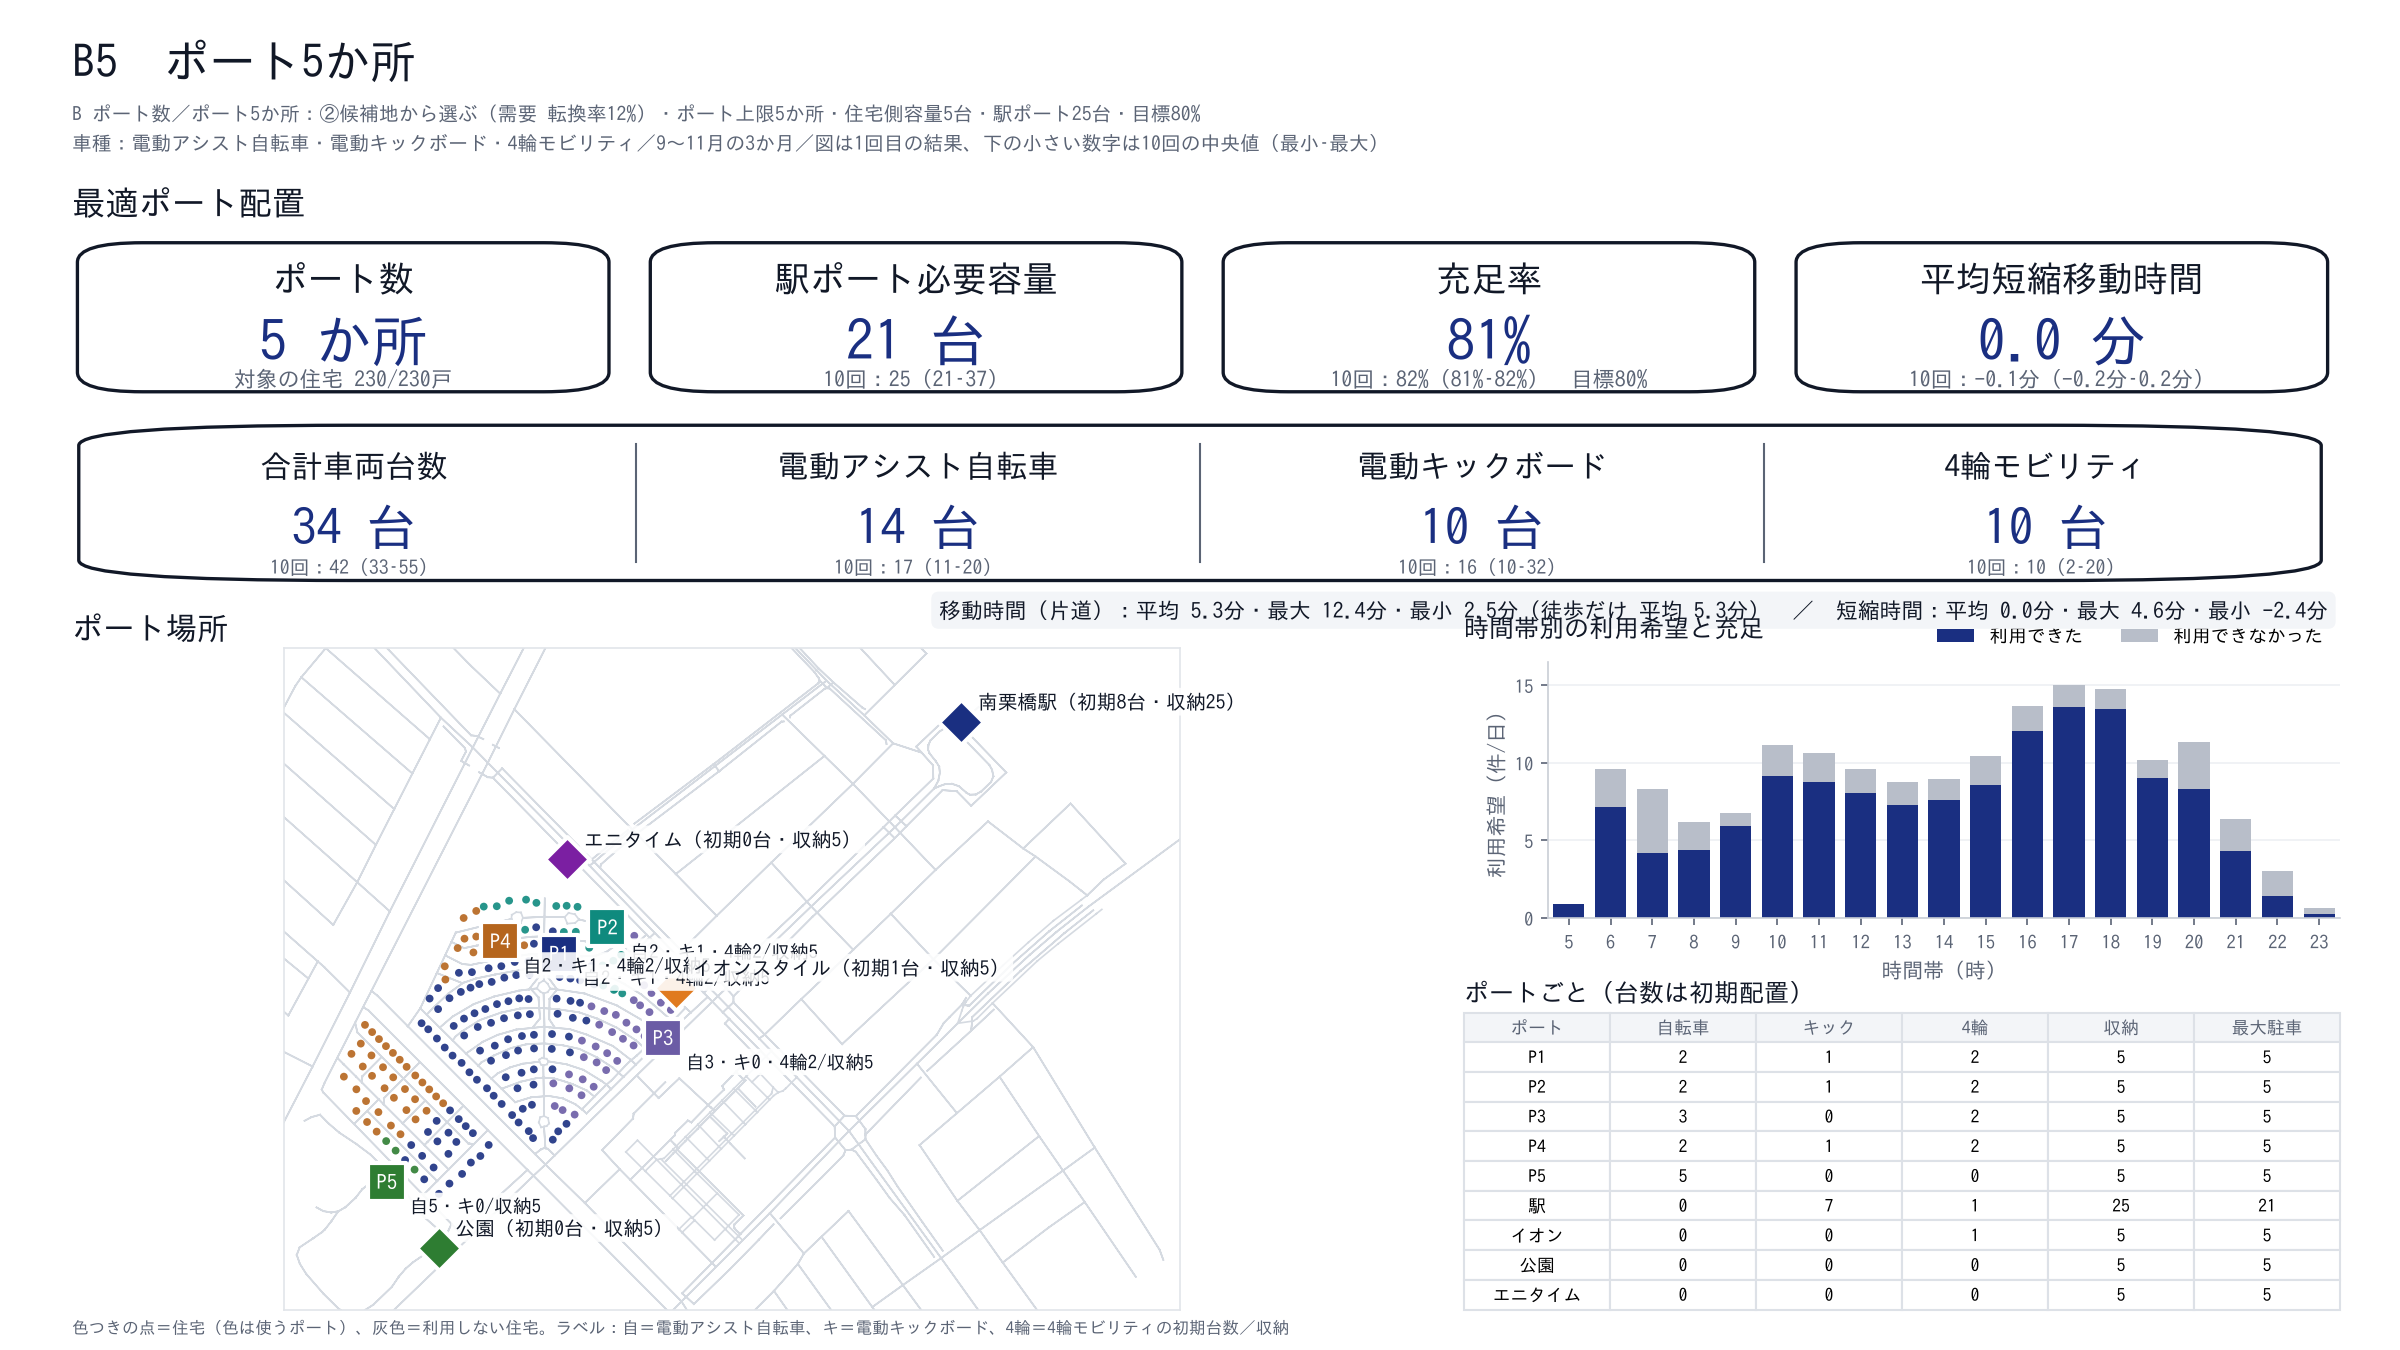 B5　ポート5か所
B ポート数／ポート5か所：②候補地から選ぶ（需要 転換率12%）・ポート上限5か所・住宅側容量5台・駅ポート25台・目標80%
車種：電動アシスト自転車・電動キックボード・4輪モビリティ／9～11月の3か月／図は1回目の結果、下の小さい数字は10回の中央値（最小-最大）
最適ポート配置
ポート数
5 か所
対象の住宅 230/230戸
駅ポート必要容量
21 台
10回：25（21-37）
充足率
81%
10回：82%（81%-82%）　目標80%
平均短縮移動時間
0.0 分
10回：−0.1分（−0.2分-0.2分）
合計車両台数
34 台
10回：42（33-55）
電動アシスト自転車
14 台
10回：17（11-20）
電動キックボード
10 台
10回：16（10-32）
4輪モビリティ
10 台
10回：10（2-20）
移動時間（片道）：平均 5.3分・最大 12.4分・最小 2.5分（徒歩だけ 平均 5.3分）　／　短縮時間：平均 0.0分・最大 4.6分・最小 −2.4分
ポート場所
南栗橋駅（初期8台・収納25）
エニタイム（初期0台・収納5）
P2
P4
P1
自2・キ1・4輪2/収納5
自2・キ1・4輪2/収納
イオンスタイル（初期1台・収納5）
自2・キ1・4輪2/収納5
P3
自3・キ0・4輪2/収納5
P5
自5・キ0/収納5
公園（初期0台・収納5）
時間帯別の利用希望と充足
利用できた　利用できなかった
利用希望（件/日）
15
10
5
0
5 6 7 8 9 10 11 12 13 14 15 16 17 18 19 20 21 22 23
時間帯（時）
ポートごと（台数は初期配置）
ポート 自転車 キック 4輪 収納 最大駐車
P1 2 1 2 5 5
P2 2 1 2 5 5
P3 3 0 2 5 5
P4 2 1 2 5 5
P5 5 0 0 5 5
駅 0 7 1 25 21
イオン 0 0 1 5 5
公園 0 0 0 5 5
エニタイム 0 0 0 5 5
色つきの点＝住宅（色は使うポート）、灰色＝利用しない住宅。ラベル：自＝電動アシスト自転車、キ＝電動キックボード、4輪＝4輪モビリティの初期台数／収納